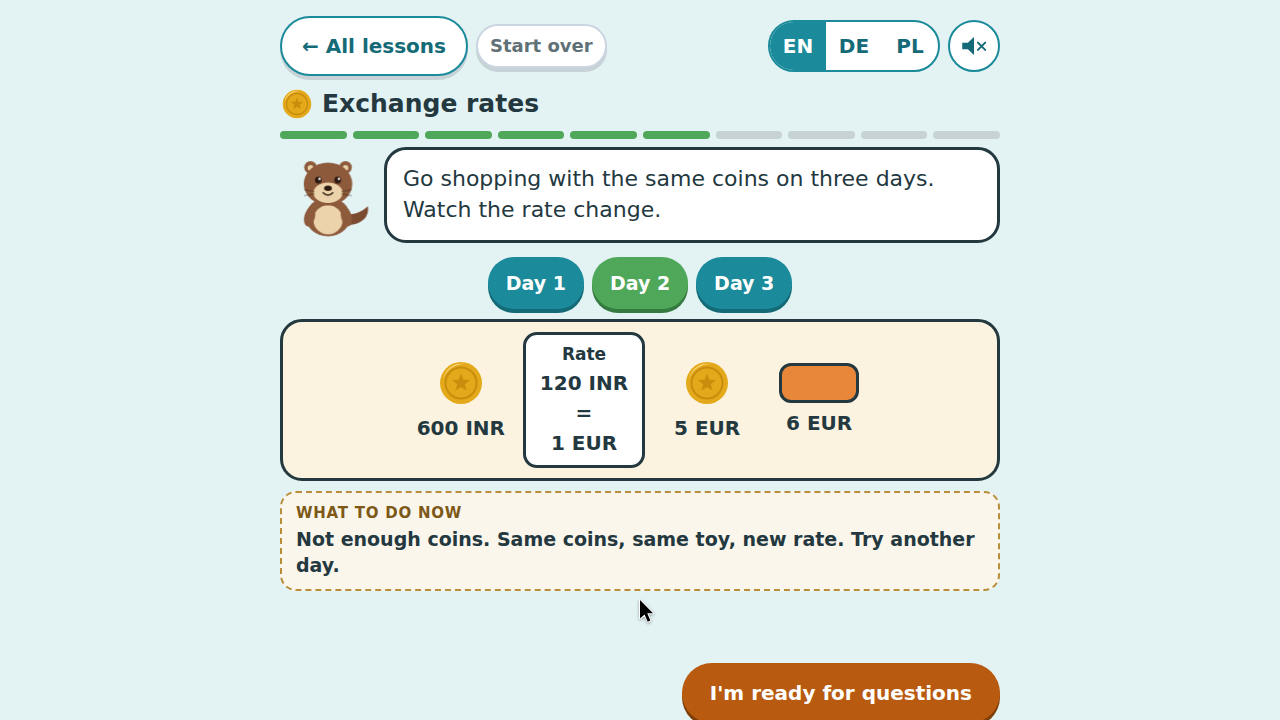 ← All lessons
Start over
EN
DE
PL
Exchange rates
Go shopping with the same coins on three days.
Watch the rate change.
Day 1
Day 2
Day 3
600 INR
Rate
120 INR
=
1 EUR
5 EUR
6 EUR
WHAT TO DO NOW
Not enough coins. Same coins, same toy, new rate. Try another
day.
I'm ready for questions